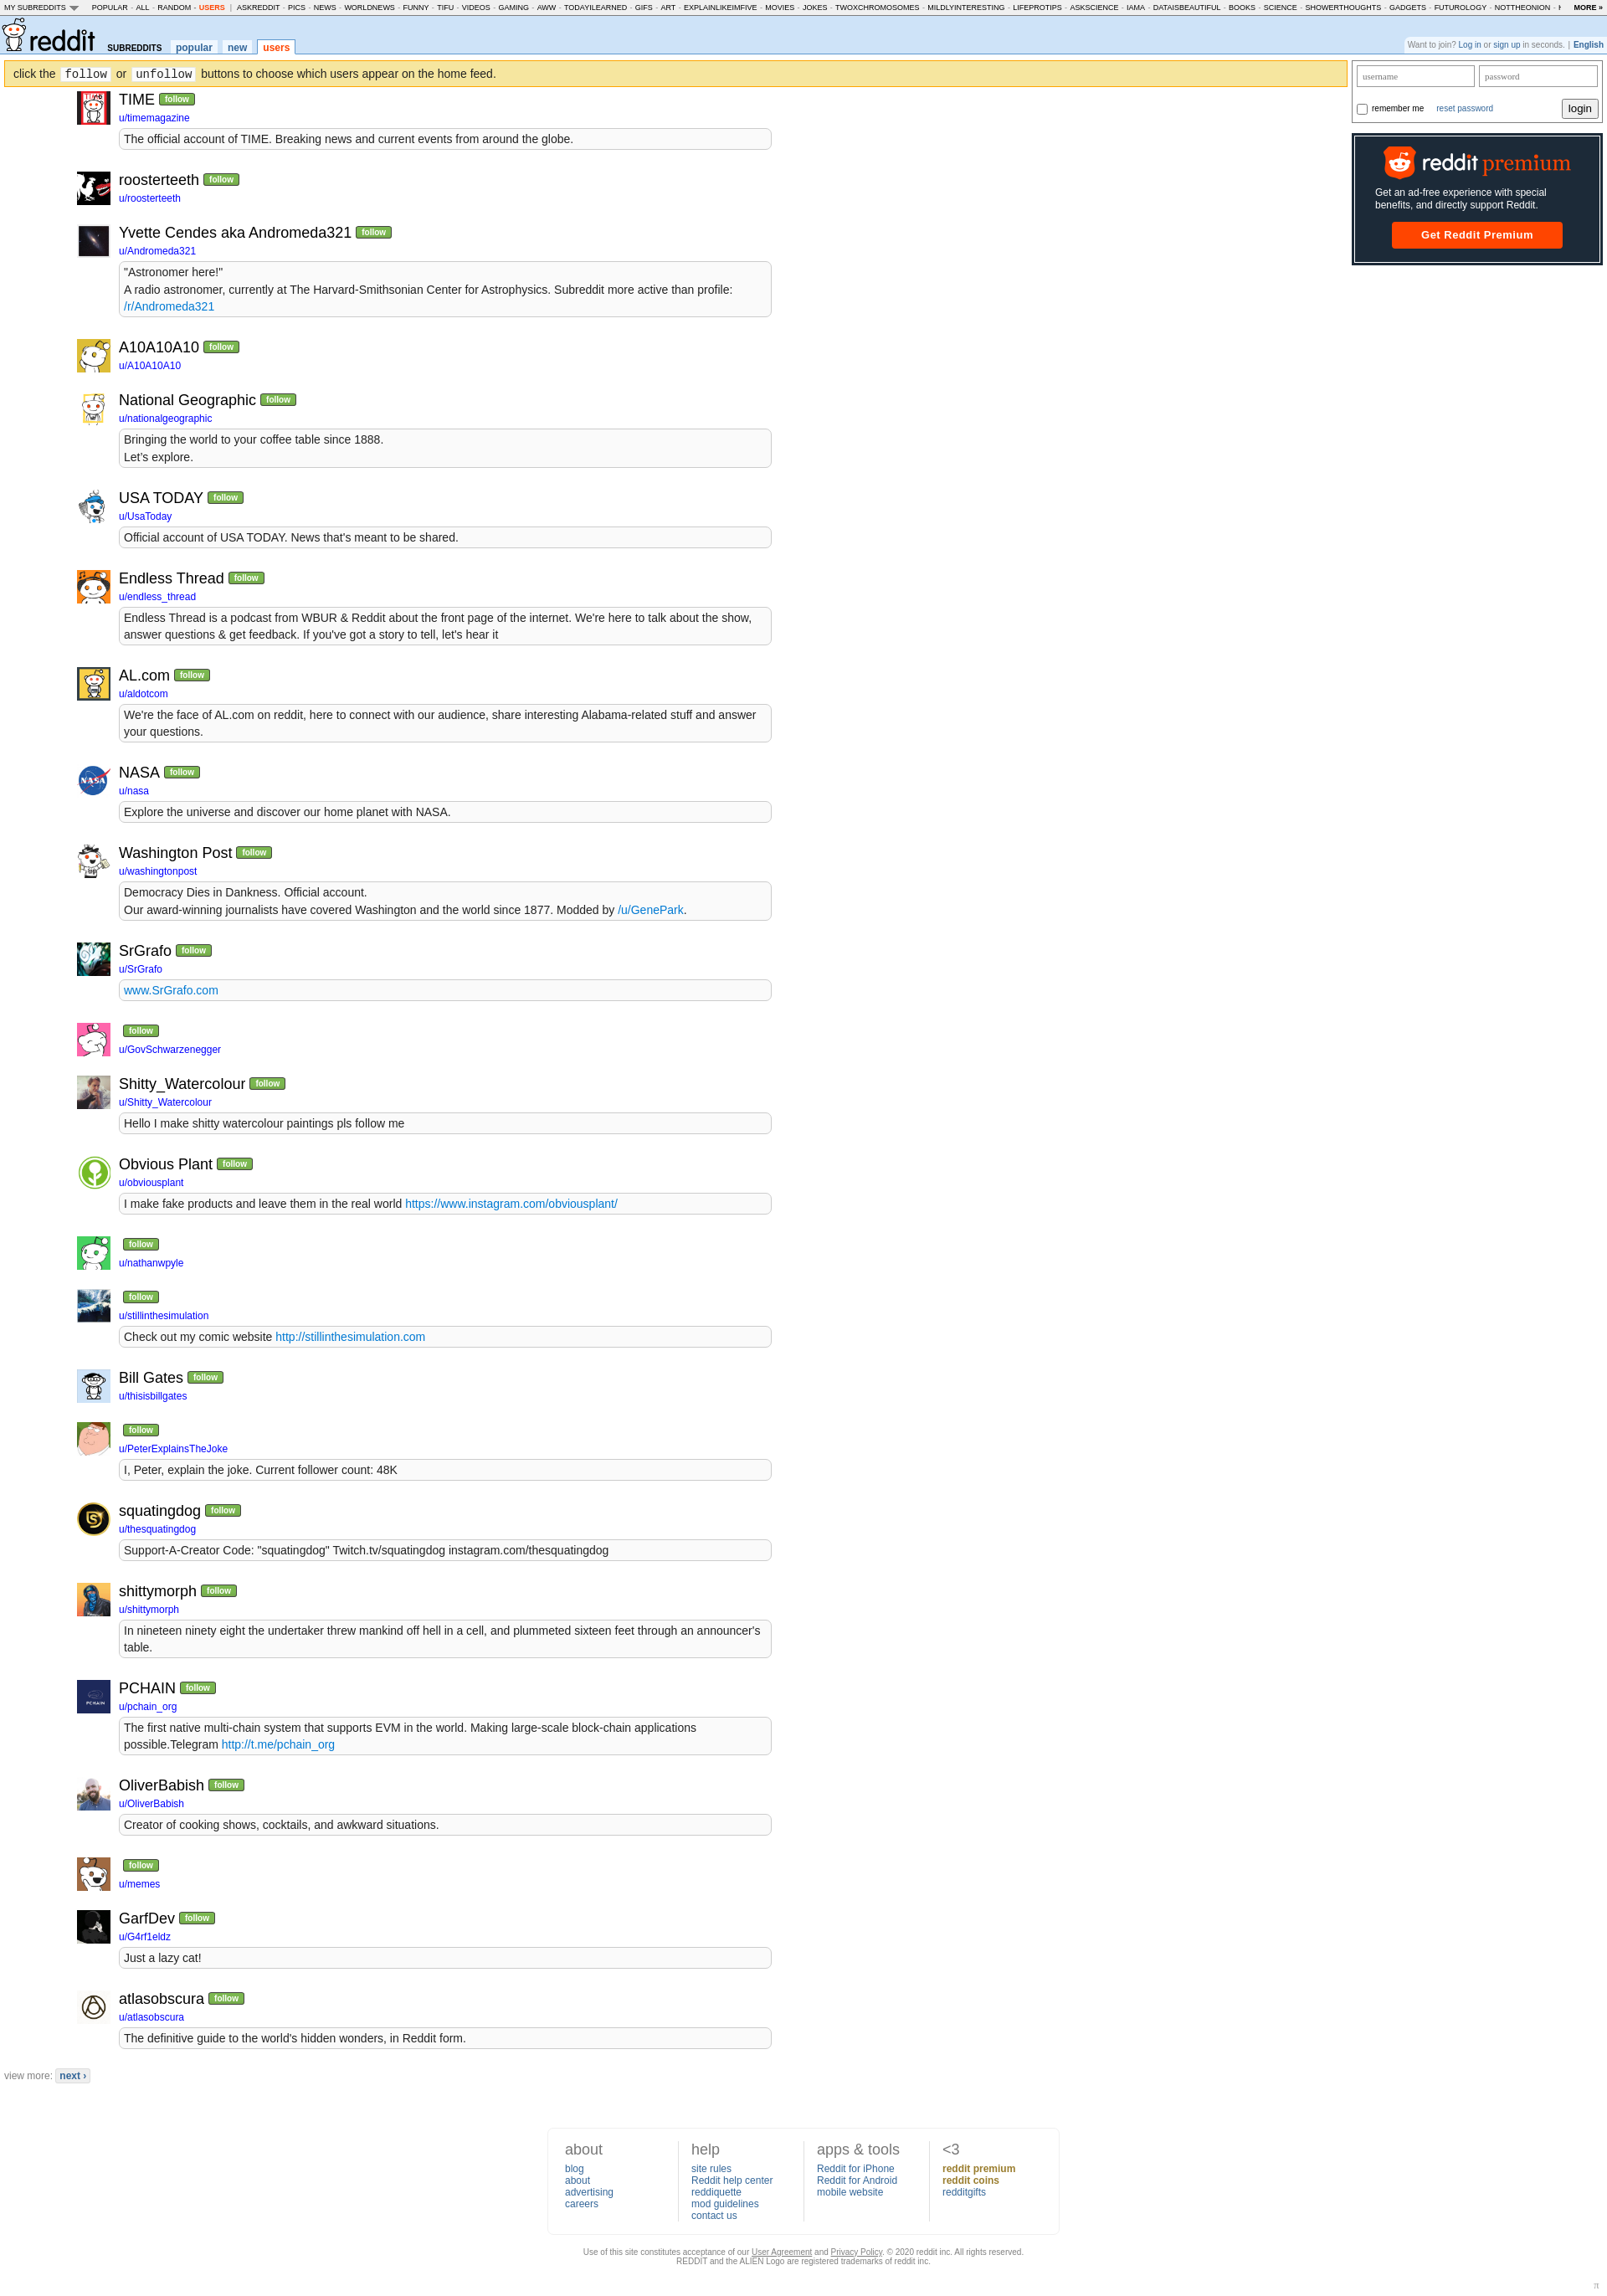 MY SUBREDDITS POPULAR - ALL - RANDOM - USERS | ASKREDDIT - PICS - NEWS - WORLDNEWS - FUNNY - TIFU - VIDEOS - GAMING - AWW - TODAYILEARNED - GIFS - ART - EXPLAINLIKEIMFIVE - MOVIES - JOKES - TWOXCHROMOSOMES - MILDLYINTERESTING - LIFEPROTIPS - ASKSCIENCE - IAMA - DATAISBEAUTIFUL - BOOKS - SCIENCE - SHOWERTHOUGHTS - GADGETS - FUTUROLOGY - NOTTHEONION - MORE »
reddit SUBREDDITS popular new users
Want to join? Log in or sign up in seconds. | English
click the follow or unfollow buttons to choose which users appear on the home feed.
username password
remember me reset password login
reddit premium
Get an ad-free experience with special
benefits, and directly support Reddit.
Get Reddit Premium
TIME follow
u/timemagazine
The official account of TIME. Breaking news and current events from around the globe.
roosterteeth follow
u/roosterteeth
Yvette Cendes aka Andromeda321 follow
u/Andromeda321
"Astronomer here!"
A radio astronomer, currently at The Harvard-Smithsonian Center for Astrophysics. Subreddit more active than profile:
/r/Andromeda321
A10A10A10 follow
u/A10A10A10
National Geographic follow
u/nationalgeographic
Bringing the world to your coffee table since 1888.
Let's explore.
USA TODAY follow
u/UsaToday
Official account of USA TODAY. News that's meant to be shared.
Endless Thread follow
u/endless_thread
Endless Thread is a podcast from WBUR & Reddit about the front page of the internet. We're here to talk about the show,
answer questions & get feedback. If you've got a story to tell, let's hear it
AL.com follow
u/aldotcom
We're the face of AL.com on reddit, here to connect with our audience, share interesting Alabama-related stuff and answer
your questions.
NASA
NASA follow
u/nasa
Explore the universe and discover our home planet with NASA.
Washington Post follow
u/washingtonpost
Democracy Dies in Dankness. Official account.
Our award-winning journalists have covered Washington and the world since 1877. Modded by /u/GenePark.
SrGrafo follow
u/SrGrafo
www.SrGrafo.com
follow
u/GovSchwarzenegger
Shitty_Watercolour follow
u/Shitty_Watercolour
Hello I make shitty watercolour paintings pls follow me
Obvious Plant follow
u/obviousplant
I make fake products and leave them in the real world https://www.instagram.com/obviousplant/
follow
u/nathanwpyle
follow
u/stillinthesimulation
Check out my comic website http://stillinthesimulation.com
Bill Gates follow
u/thisisbillgates
follow
u/PeterExplainsTheJoke
I, Peter, explain the joke. Current follower count: 48K
squatingdog follow
u/thesquatingdog
Support-A-Creator Code: "squatingdog" Twitch.tv/squatingdog instagram.com/thesquatingdog
shittymorph follow
u/shittymorph
In nineteen ninety eight the undertaker threw mankind off hell in a cell, and plummeted sixteen feet through an announcer's
table.
PCHAIN
PCHAIN follow
u/pchain_org
The first native multi-chain system that supports EVM in the world. Making large-scale block-chain applications
possible.Telegram http://t.me/pchain_org
OliverBabish follow
u/OliverBabish
Creator of cooking shows, cocktails, and awkward situations.
follow
u/memes
GarfDev follow
u/G4rf1eldz
Just a lazy cat!
atlasobscura follow
u/atlasobscura
The definitive guide to the world's hidden wonders, in Reddit form.
view more: next ›
about
blog
about
advertising
careers
help
site rules
Reddit help center
reddiquette
mod guidelines
contact us
apps & tools
Reddit for iPhone
Reddit for Android
mobile website
<3
reddit premium
reddit coins
redditgifts
Use of this site constitutes acceptance of our User Agreement and Privacy Policy. © 2020 reddit inc. All rights reserved.
REDDIT and the ALIEN Logo are registered trademarks of reddit inc.
π